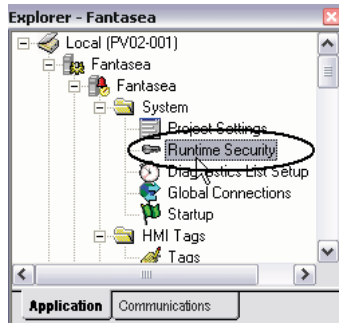 Explorer - Fantasea
Local (PV02-001)
Fantasea
Fantasea
System
Project Settings
Runtime Security
Diagnostics List Setup
Global Connections
Startup
HMI Tags
Tags
Application
Communications